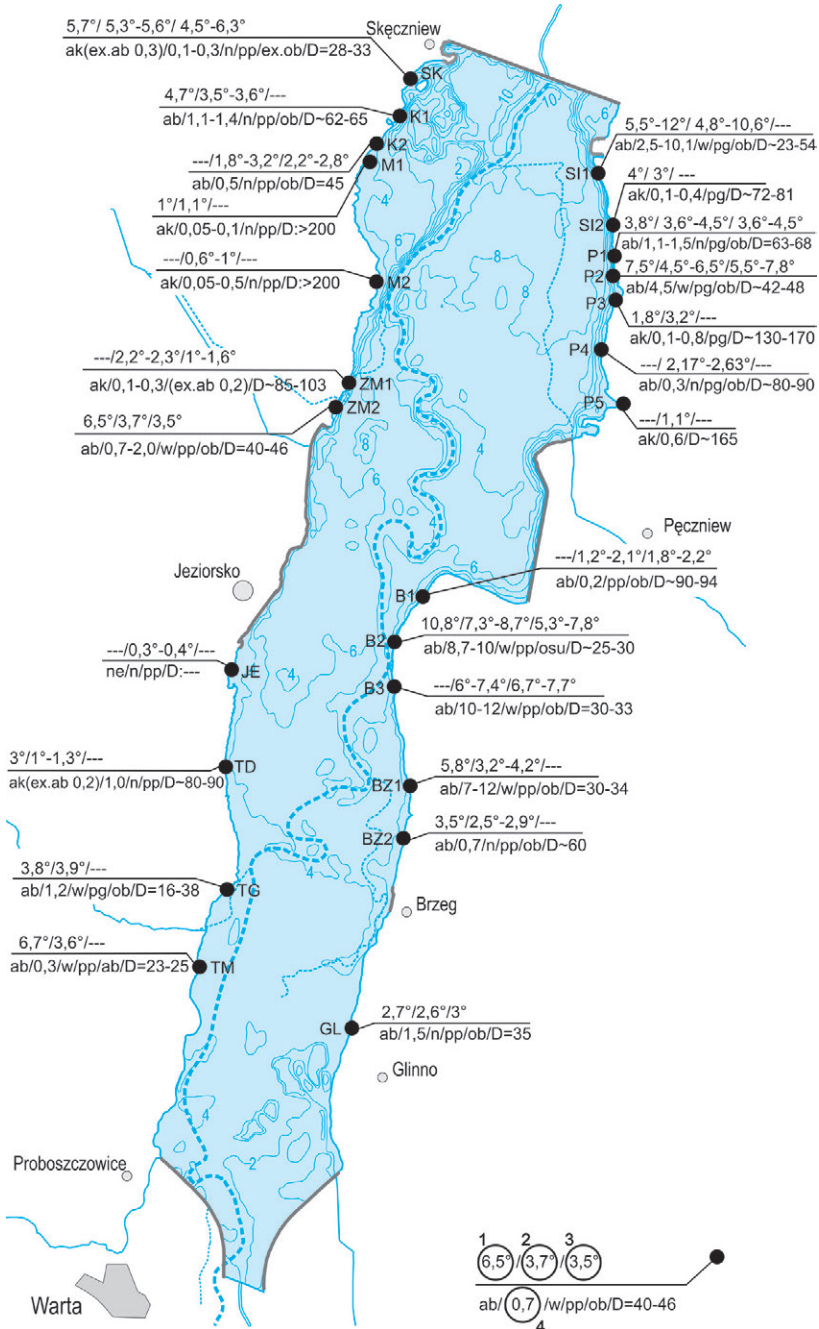 Skęczniew
5,7°/ 5,3°-5,6°/ 4,5°-6,3°
ak(ex.ab 0,3)/0,1-0,3/n/pp/ex.ob/D=28-33
SK
4,7°/3,5°-3,6°/---
ab/1,1-1,4/n/pp/ob/D~62-65
K1
---/1,8°-3,2°/2,2°-2,8°
ab/0,5/n/pp/ob/D=45
K2
M1
1°/1,1°/---
ak/0,05-0,1/n/pp/D:>200
---/0,6°-1°/---
ak/0,05-0,5/n/pp/D:>200
M2
---/2,2°-2,3°/1°-1,6°
ak/0,1-0,3/(ex.ab 0,2)/D~85-103
ZM1
ZM2
6,5°/3,7°/3,5°
ab/0,7-2,0/w/pp/ob/D=40-46
10
10
6
2
4
6
8
8
4
8
6
4
6
6
4
4
4
2
5,5°-12°/ 4,8°-10,6°/---
ab/2,5-10,1/w/pg/ob/D~23-54
SI1
4°/ 3°/ ---
ak/0,1-0,4/pg/D~72-81
SI2
3,8°/ 3,6°-4,5°/ 3,6°-4,5°
ab/1,1-1,5/n/pg/ob/D=63-68
P1
7,5°/4,5°-6,5°/5,5°-7,8°
ab/4,5/w/pg/ob/D~42-48
P2
P3
1,8°/3,2°/---
ak/0,1-0,8/pg/D~130-170
P4
---/ 2,17°-2,63°/---
ab/0,3/n/pg/ob/D~80-90
P5
---/1,1°/---
ak/0,6/D~165
Pęczniew
Jeziorsko
---/1,2°-2,1°/1,8°-2,2°
ab/0,2/pp/ob/D~90-94
B1
10,8°/7,3°-8,7°/5,3°-7,8°
ab/8,7-10/w/pp/osu/D~25-30
B2
---/0,3°-0,4°/---
ne/n/pp/D:---
JE
---/6°-7,4°/6,7°-7,7°
ab/10-12/w/pp/ob/D=30-33
B3
3°/1°-1,3°/---
ak(ex.ab 0,2)/1,0/n/pp/D~80-90
TD
5,8°/3,2°-4,2°/---
ab/7-12/w/pp/ob/D=30-34
BZ1
3,5°/2,5°-2,9°/---
ab/0,7/n/pp/ob/D~60
BZ2
3,8°/3,9°/---
ab/1,2/w/pg/ob/D=16-38
TG
Brzeg
6,7°/3,6°/---
ab/0,3/w/pp/ab/D=23-25
TM
2,7°/2,6°/3°
ab/1,5/n/pp/ob/D=35
GL
Glinno
Proboszczowice
Warta
1 2 3
6,5° / 3,7° / 3,5°
ab/ 0,7 /w/pp/ob/D=40-46
4